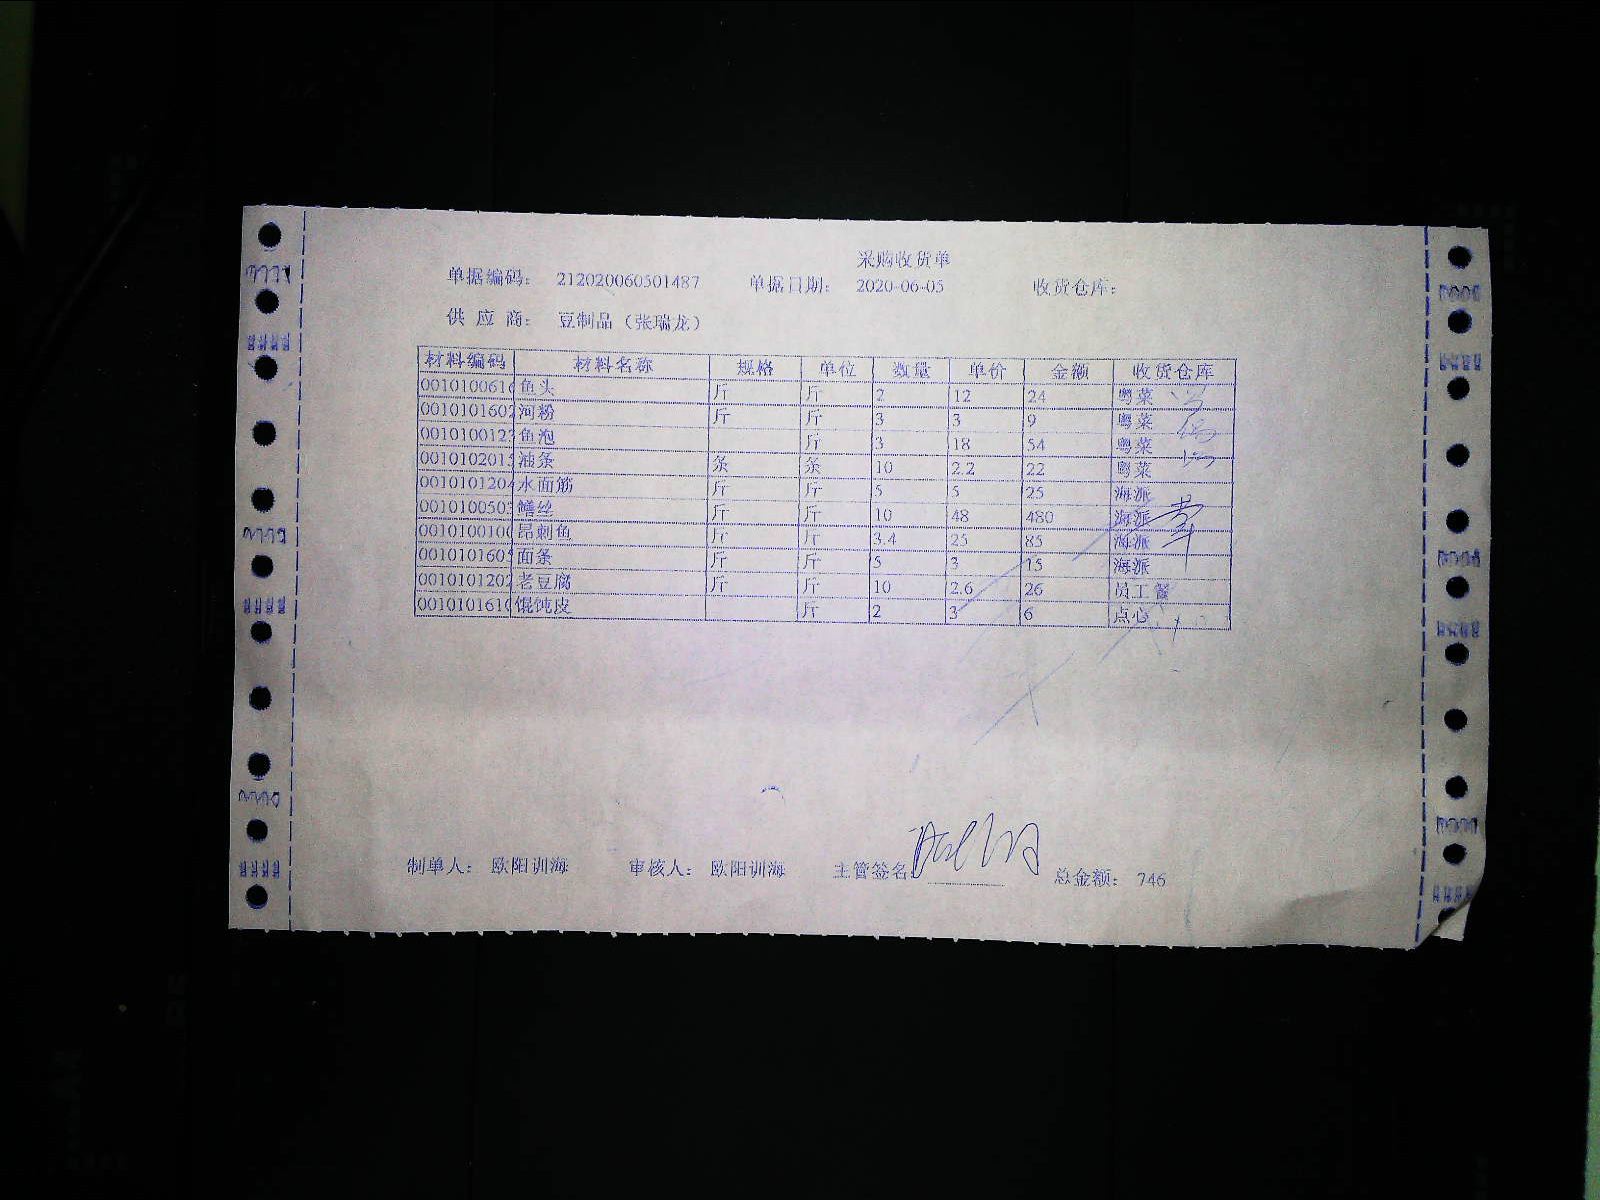 采购收货单
单据编码： 212020060501487 单据日期： 2020-06-05 收货仓库：
供 应 商： 豆制品（张瑞龙）
材料编码 材料名称 规格 单位 数量 单价 金额 收货仓库
001010061 鱼头 斤 斤 2 12 24 粤菜
001010160 河粉 斤 斤 3 3 9 粤菜
001010012 鱼泡 斤 3 18 54 粤菜
001010201 油条 条 条 10 2.2 22 粤菜
001010120 水面筋 斤 斤 5 5 25 海派
001010050 鳝丝 斤 斤 10 48 480 海派
001010010 昂刺鱼 斤 斤 3.4 25 85 海派
001010160 面条 斤 斤 5 3 15 海派
001010120 老豆腐 斤 斤 10 2.6 26 员工餐
001010161 馄饨皮 斤 2 3 6 点心
制单人： 欧阳训海 审核人： 欧阳训海 主管签名： 总金额： 746